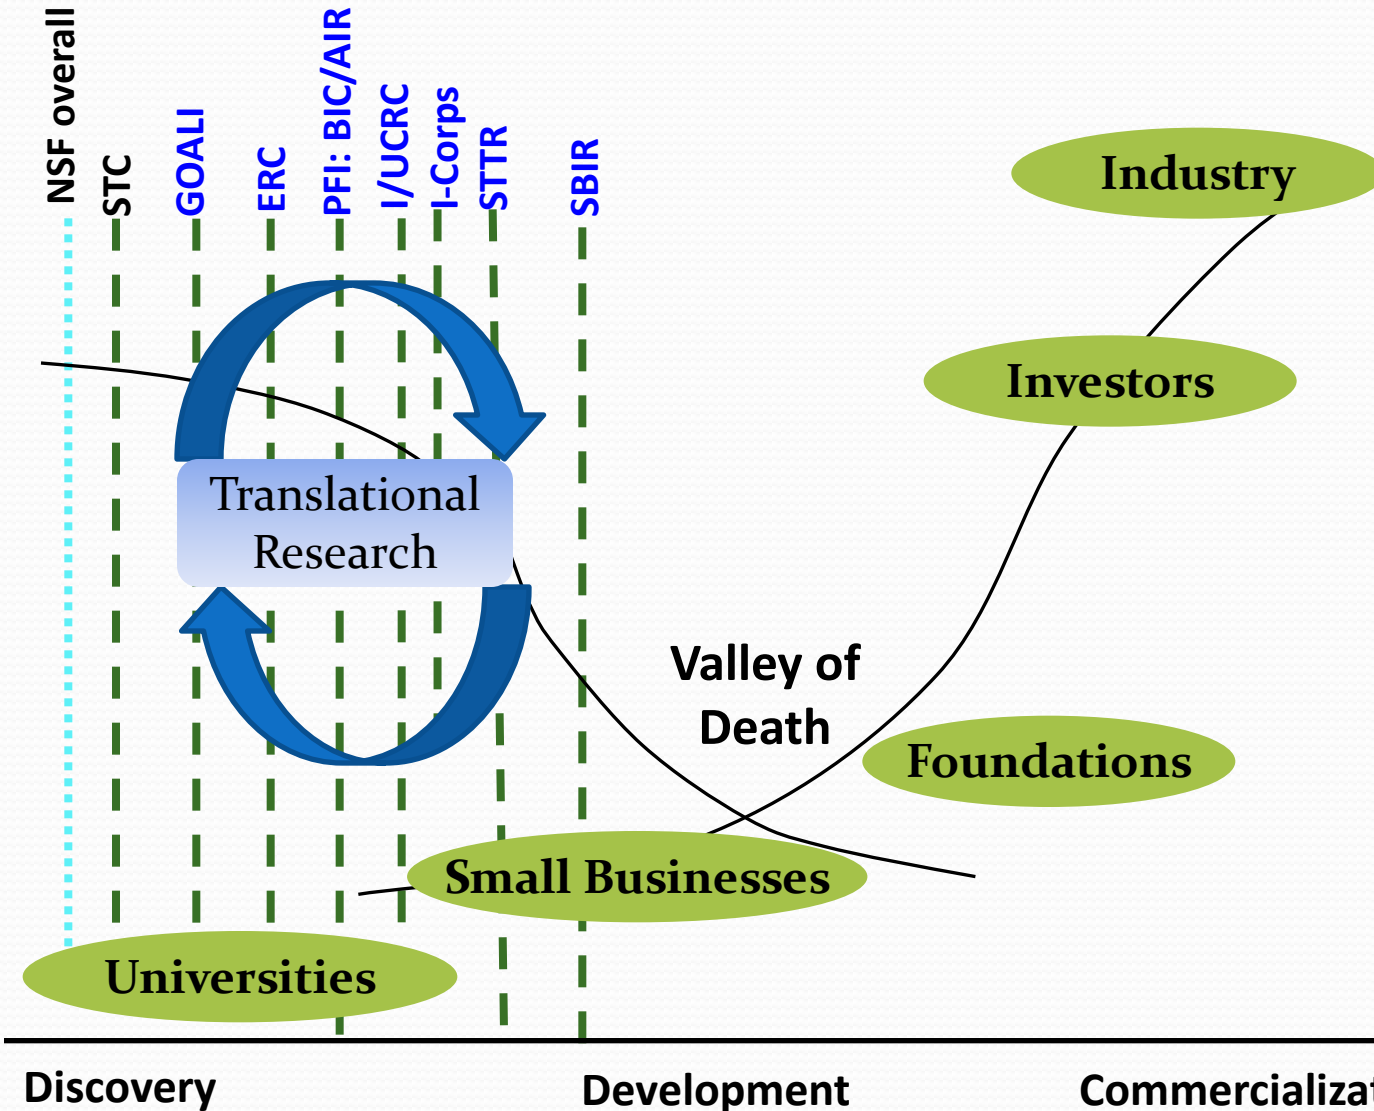 NSF overall
STC
GOALI
ERC
PFI: BIC/AIR
I/UCRC
I-Corps
STTR
SBIR
Industry
Investors
Translational
Research
Valley of
Death
Foundations
Small Businesses
Universities
Discovery
Development
Commercializat